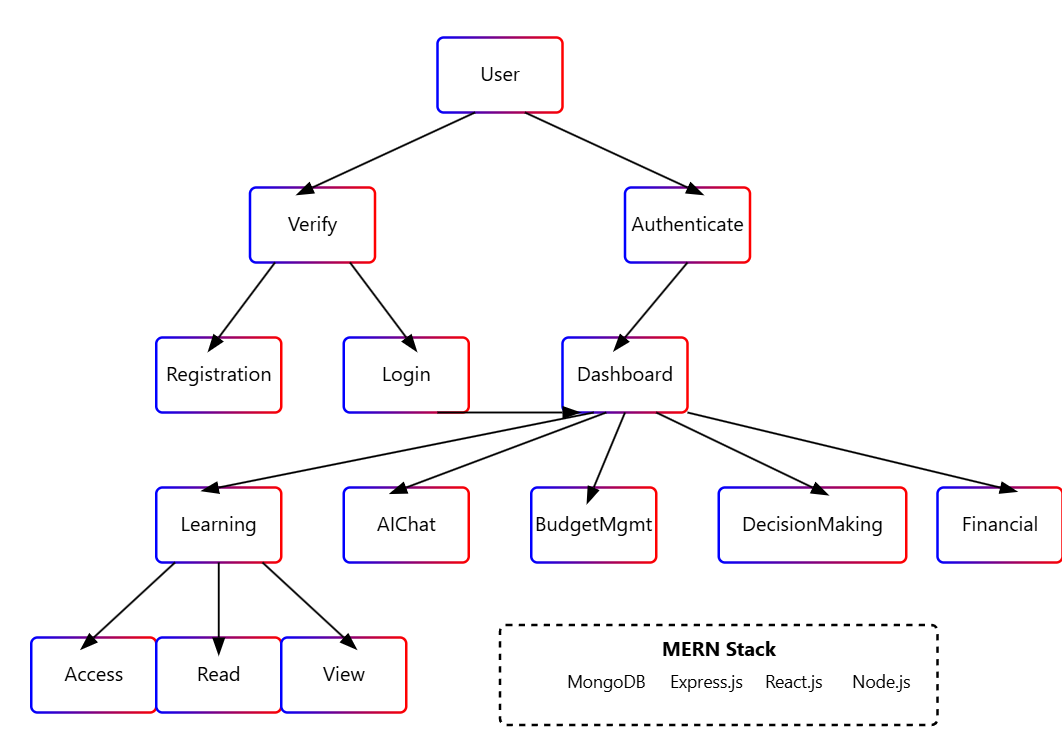 User
Verify
Authenticate
Registration
Login
Dashboard
Learning
AIChat
BudgetMgmt
DecisionMaking
Financial
Access
Read
View
MERN Stack
MongoDB Express.js React.js Node.js